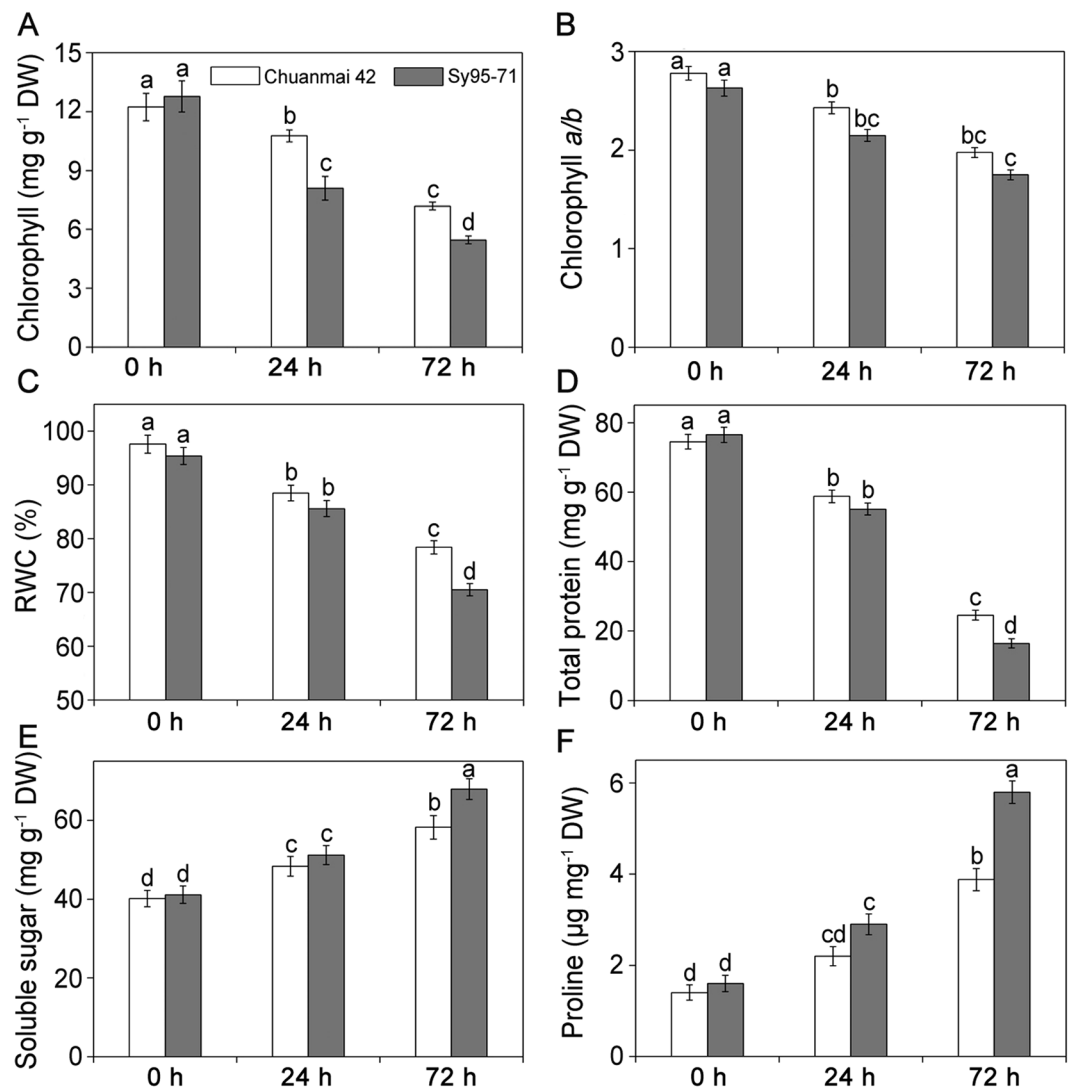 A
Chlorophyll (mg g⁻¹ DW)
15
12
9
6
3
0
Chuanmai 42
Sy95-71
a
a
b
c
c
d
0 h
24 h
72 h
B
Chlorophyll a/b
3
2
1
0
a
a
b
bc
bc
c
0 h
24 h
72 h
C
RWC (%)
100
90
80
70
60
50
a
a
b
b
c
d
0 h
24 h
72 h
D
Total protein (mg g⁻¹ DW)
80
60
40
20
0
a
a
b
b
c
d
0 h
24 h
72 h
E
Soluble sugar (mg g⁻¹ DW)
60
40
20
0
d
d
c
c
b
a
0 h
24 h
72 h
F
Proline (µg mg⁻¹ DW)
6
4
2
0
d
d
cd
c
b
a
0 h
24 h
72 h